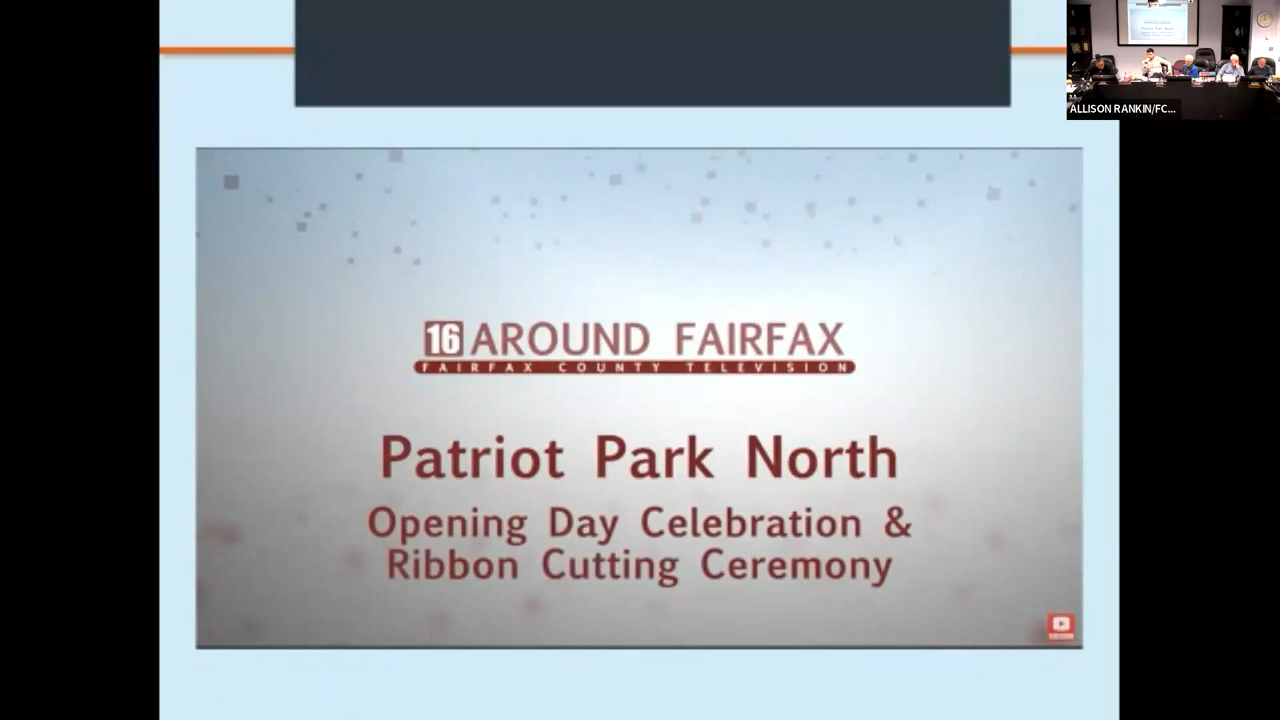 ALLISON RANKIN/FC...
16 AROUND FAIRFAX
FAIRFAX COUNTY TELEVISION
Patriot Park North
Opening Day Celebration &
Ribbon Cutting Ceremony